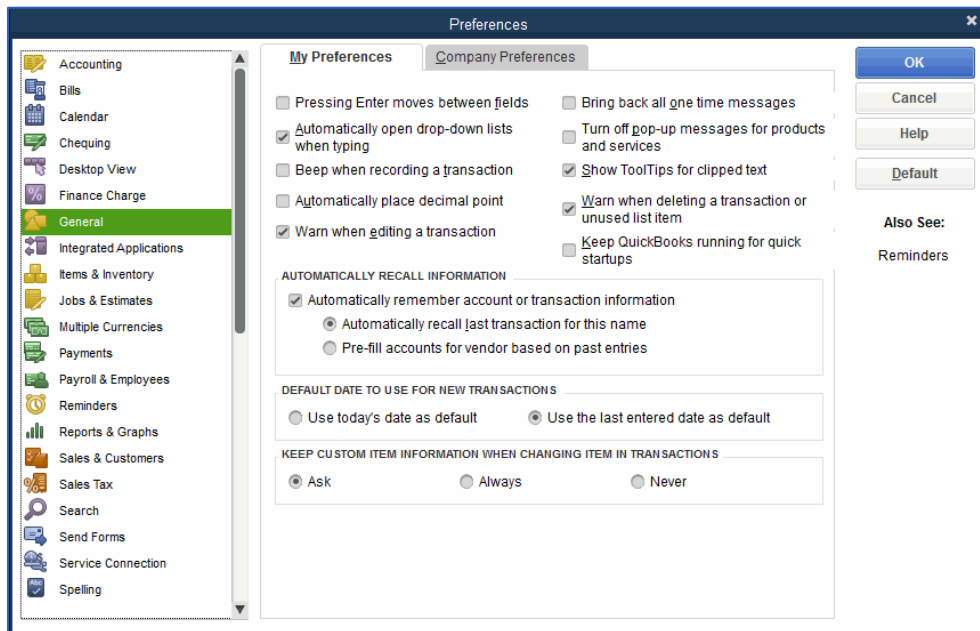 Preferences
Accounting
Bills
Calendar
Chequing
Desktop View
Finance Charge
%
General
Integrated Applications
Items & Inventory
Jobs & Estimates
Multiple Currencies
Payments
Payroll & Employees
Reminders
Reports & Graphs
Sales & Customers
Sales Tax
%
Search
Send Forms
Service Connection
Abc
Spelling
My Preferences
Company Preferences
Pressing Enter moves between fields
Automatically open drop-down lists
when typing
Beep when recording a transaction
Automatically place decimal point
Warn when editing a transaction
Bring back all one time messages
Turn off pop-up messages for products
and services
Show ToolTips for clipped text
Warn when deleting a transaction or
unused list item
Keep QuickBooks running for quick
startups
AUTOMATICALLY RECALL INFORMATION
Automatically remember account or transaction information
Automatically recall last transaction for this name
Pre-fill accounts for vendor based on past entries
DEFAULT DATE TO USE FOR NEW TRANSACTIONS
Use today's date as default
Use the last entered date as default
KEEP CUSTOM ITEM INFORMATION WHEN CHANGING ITEM IN TRANSACTIONS
Ask
Always
Never
OK
Cancel
Help
Default
Also See:
Reminders